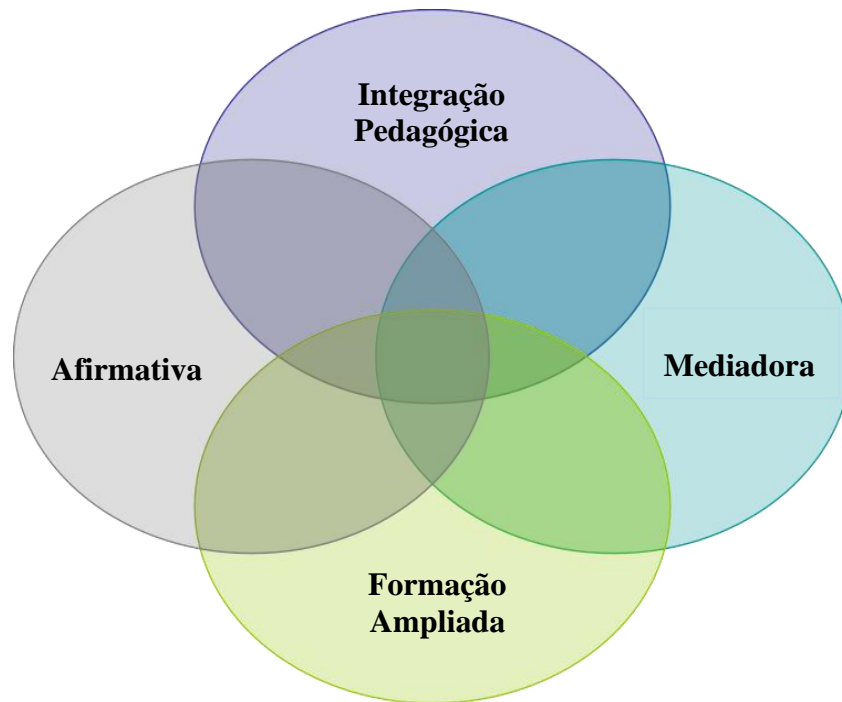 Integração
Pedagógica
Afirmativa
Mediadora
Formação
Ampliada